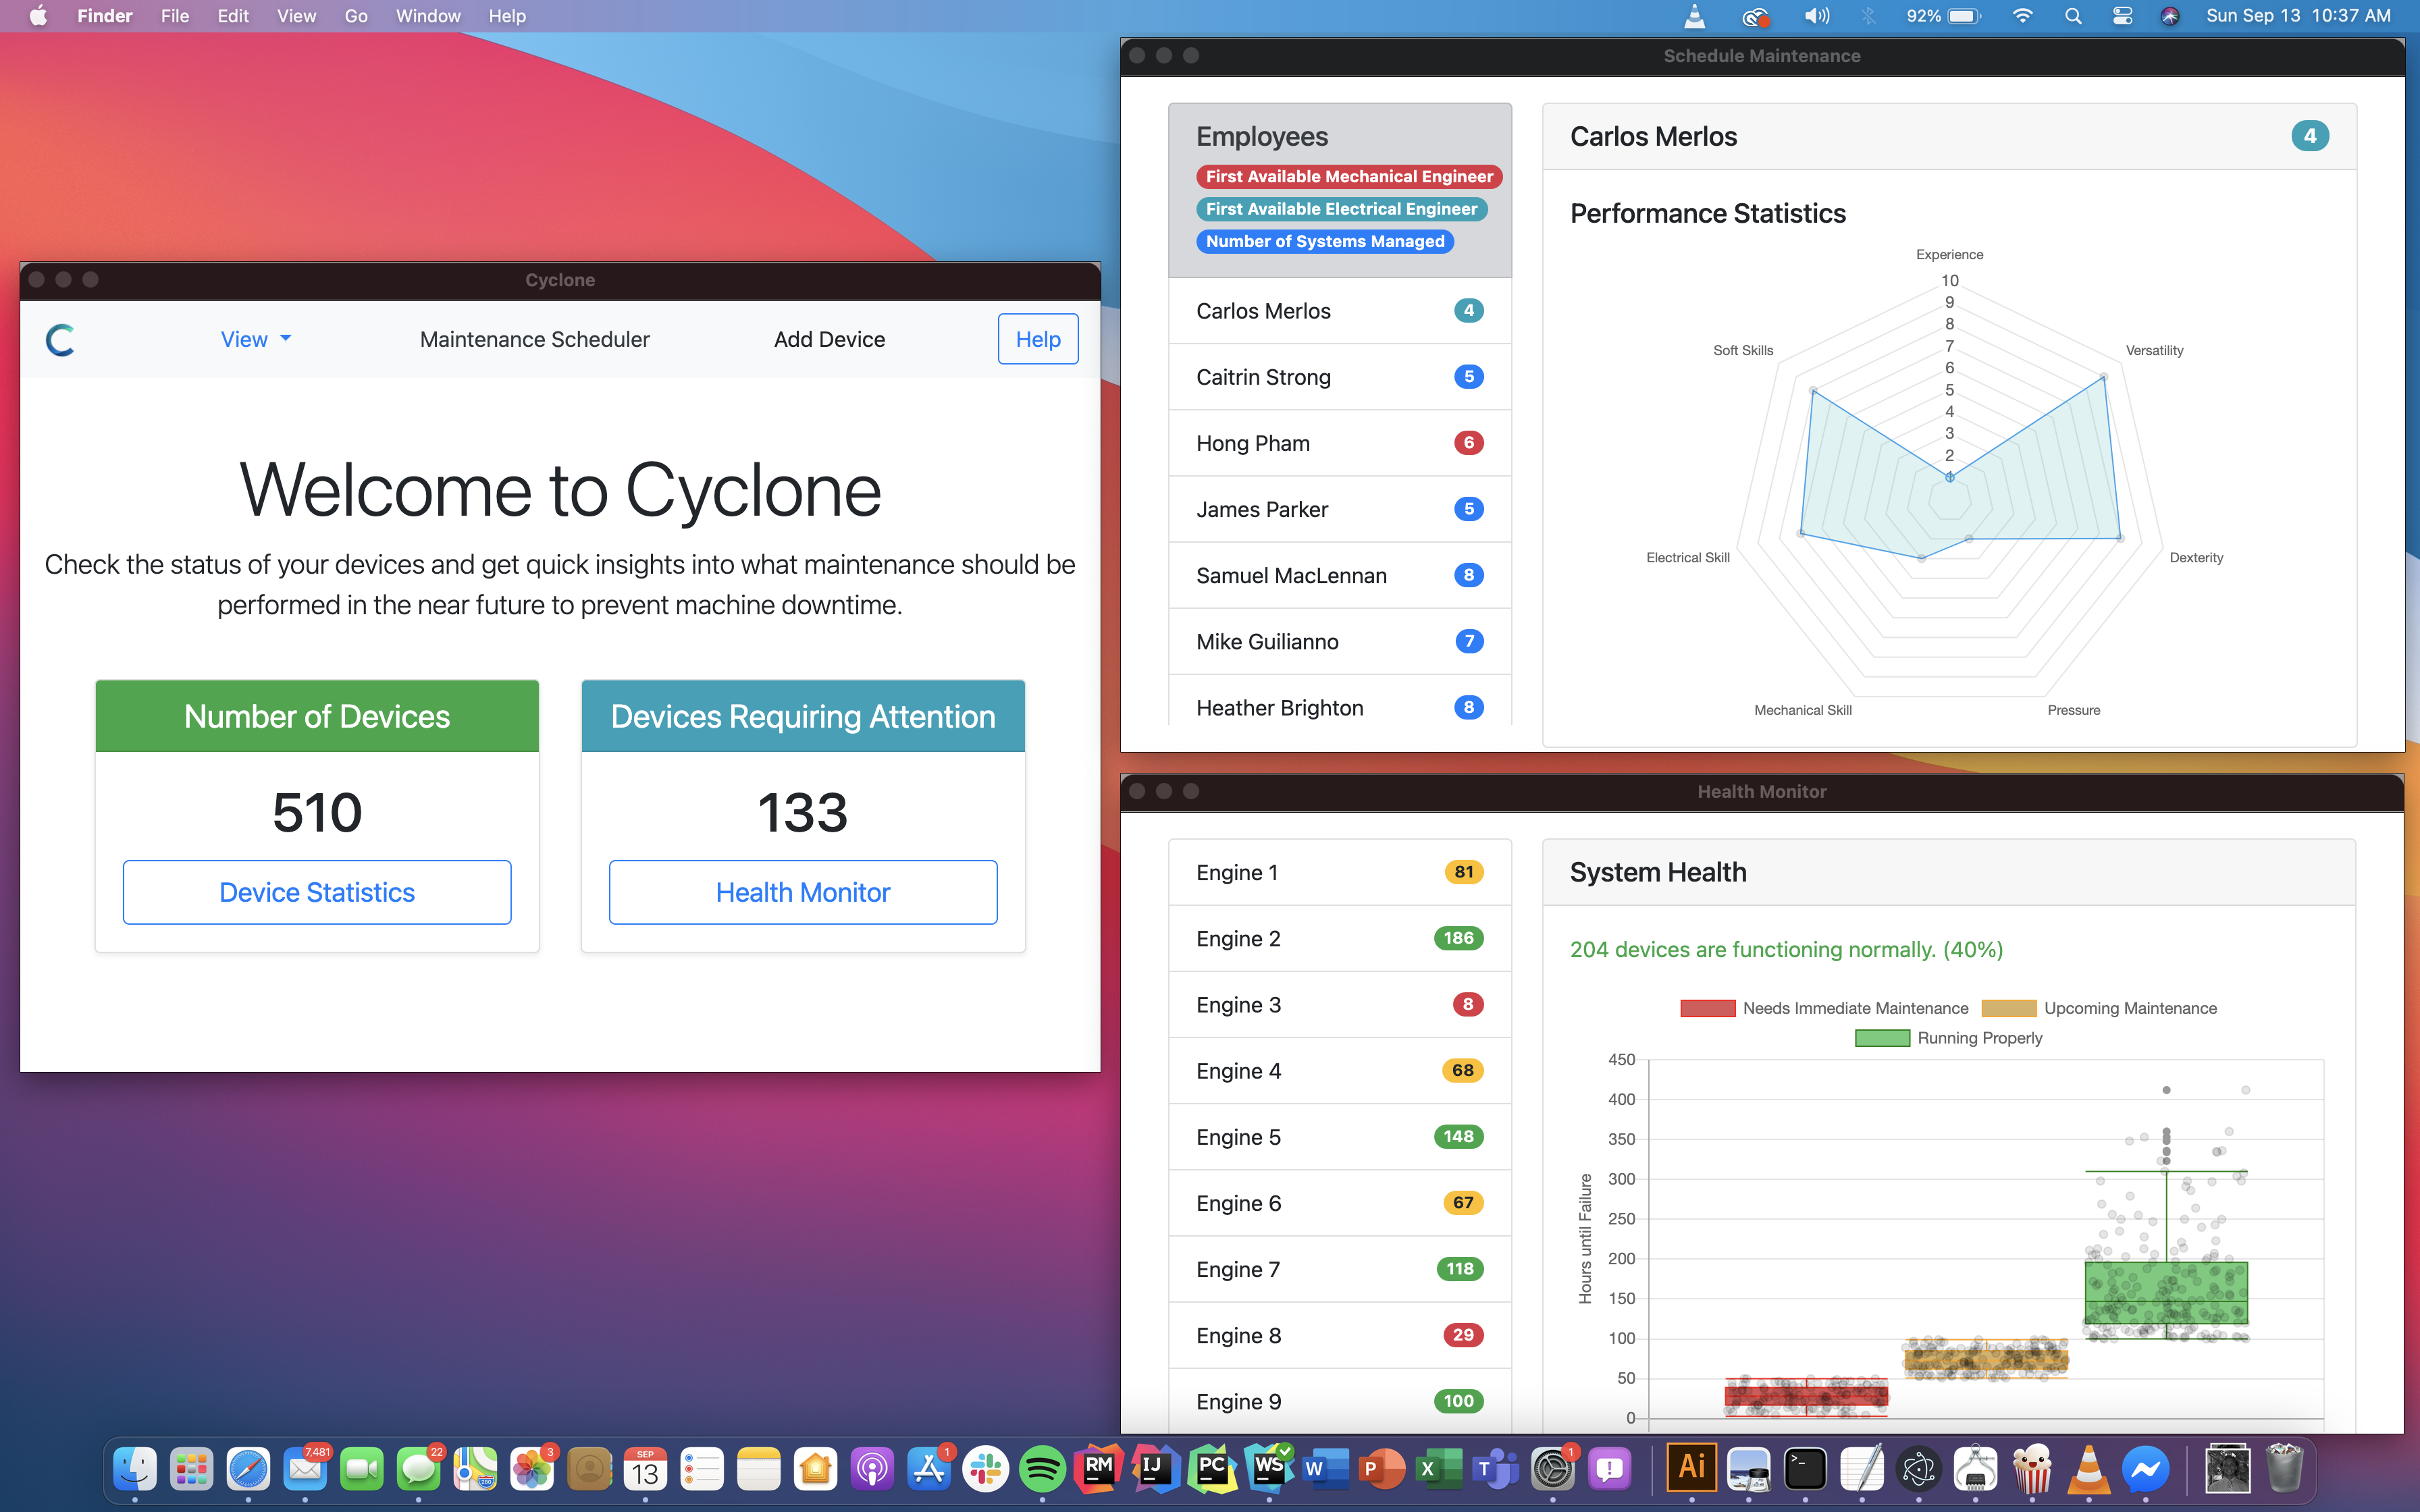 Finder File Edit View Go Window Help
92% Sun Sep 13 10:37 AM
Cyclone
View Maintenance Scheduler Add Device Help
Welcome to Cyclone
Check the status of your devices and get quick insights into what maintenance should be
performed in the near future to prevent machine downtime.
Number of Devices
510
Device Statistics
Devices Requiring Attention
133
Health Monitor
Schedule Maintenance
Employees
First Available Mechanical Engineer
First Available Electrical Engineer
Number of Systems Managed
Carlos Merlos 4
Caitrin Strong 5
Hong Pham 6
James Parker 5
Samuel MacLennan 8
Mike Guilianno 7
Heather Brighton 8
Carlos Merlos 4
Performance Statistics
Experience
10
9
8
7
6
5
4
3
2
1
Soft Skills
Versatility
Electrical Skill
Dexterity
Mechanical Skill
Pressure
Health Monitor
Engine 1 81
Engine 2 186
Engine 3 8
Engine 4 68
Engine 5 148
Engine 6 67
Engine 7 118
Engine 8 29
Engine 9 100
System Health
204 devices are functioning normally. (40%)
Needs Immediate Maintenance Upcoming Maintenance
Running Properly
Hours until Failure
450
400
350
300
250
200
150
100
50
0
7,481
22
3
SEP
13
1
RM
IJ
PC
WS
W
P
X
T
1
Ai
>_